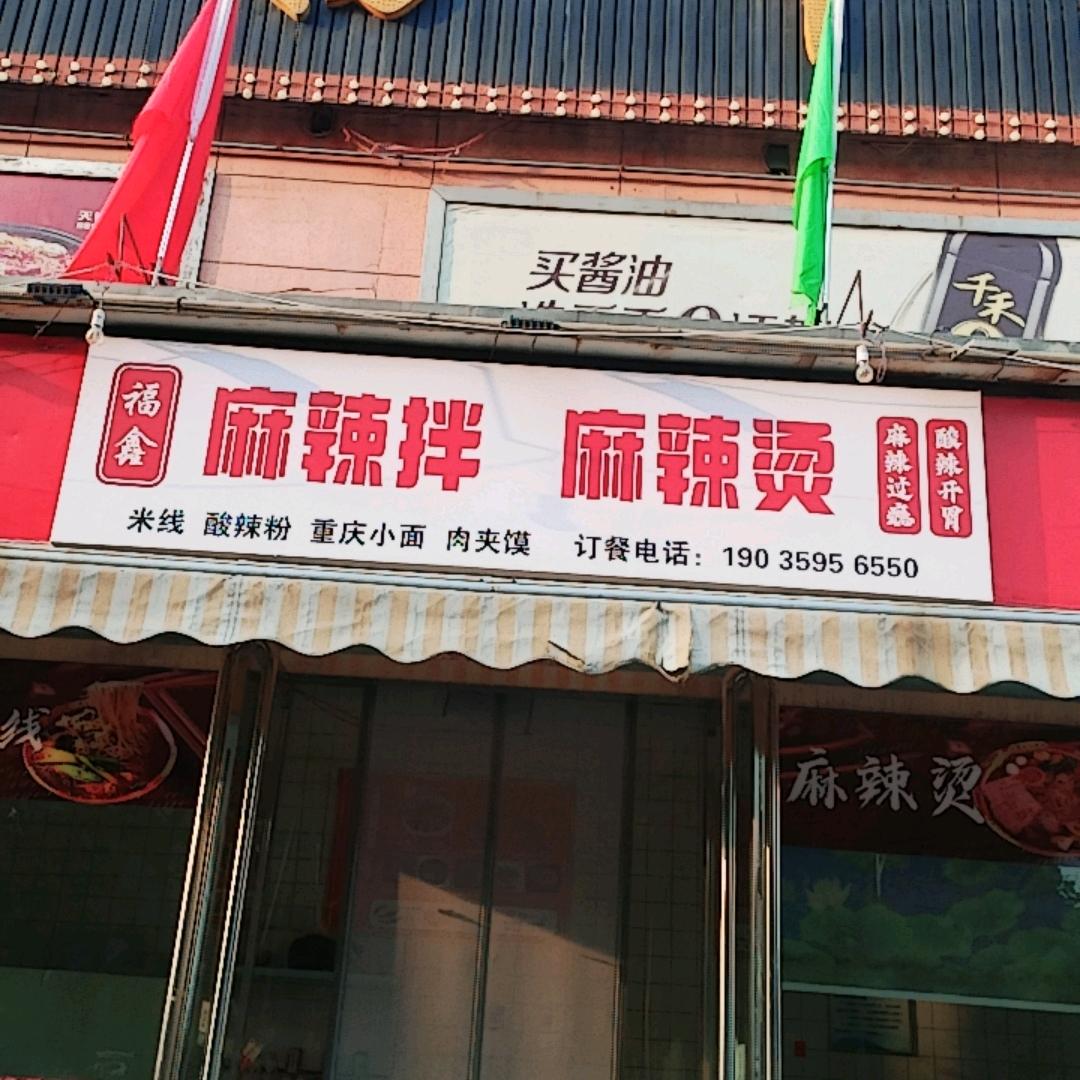 买酱油
千禾
福鑫
麻辣拌 麻辣烫
麻辣过瘾
酸辣开胃
米线 酸辣粉 重庆小面 肉夹馍 订餐电话：190 3595 6550
线
麻辣烫